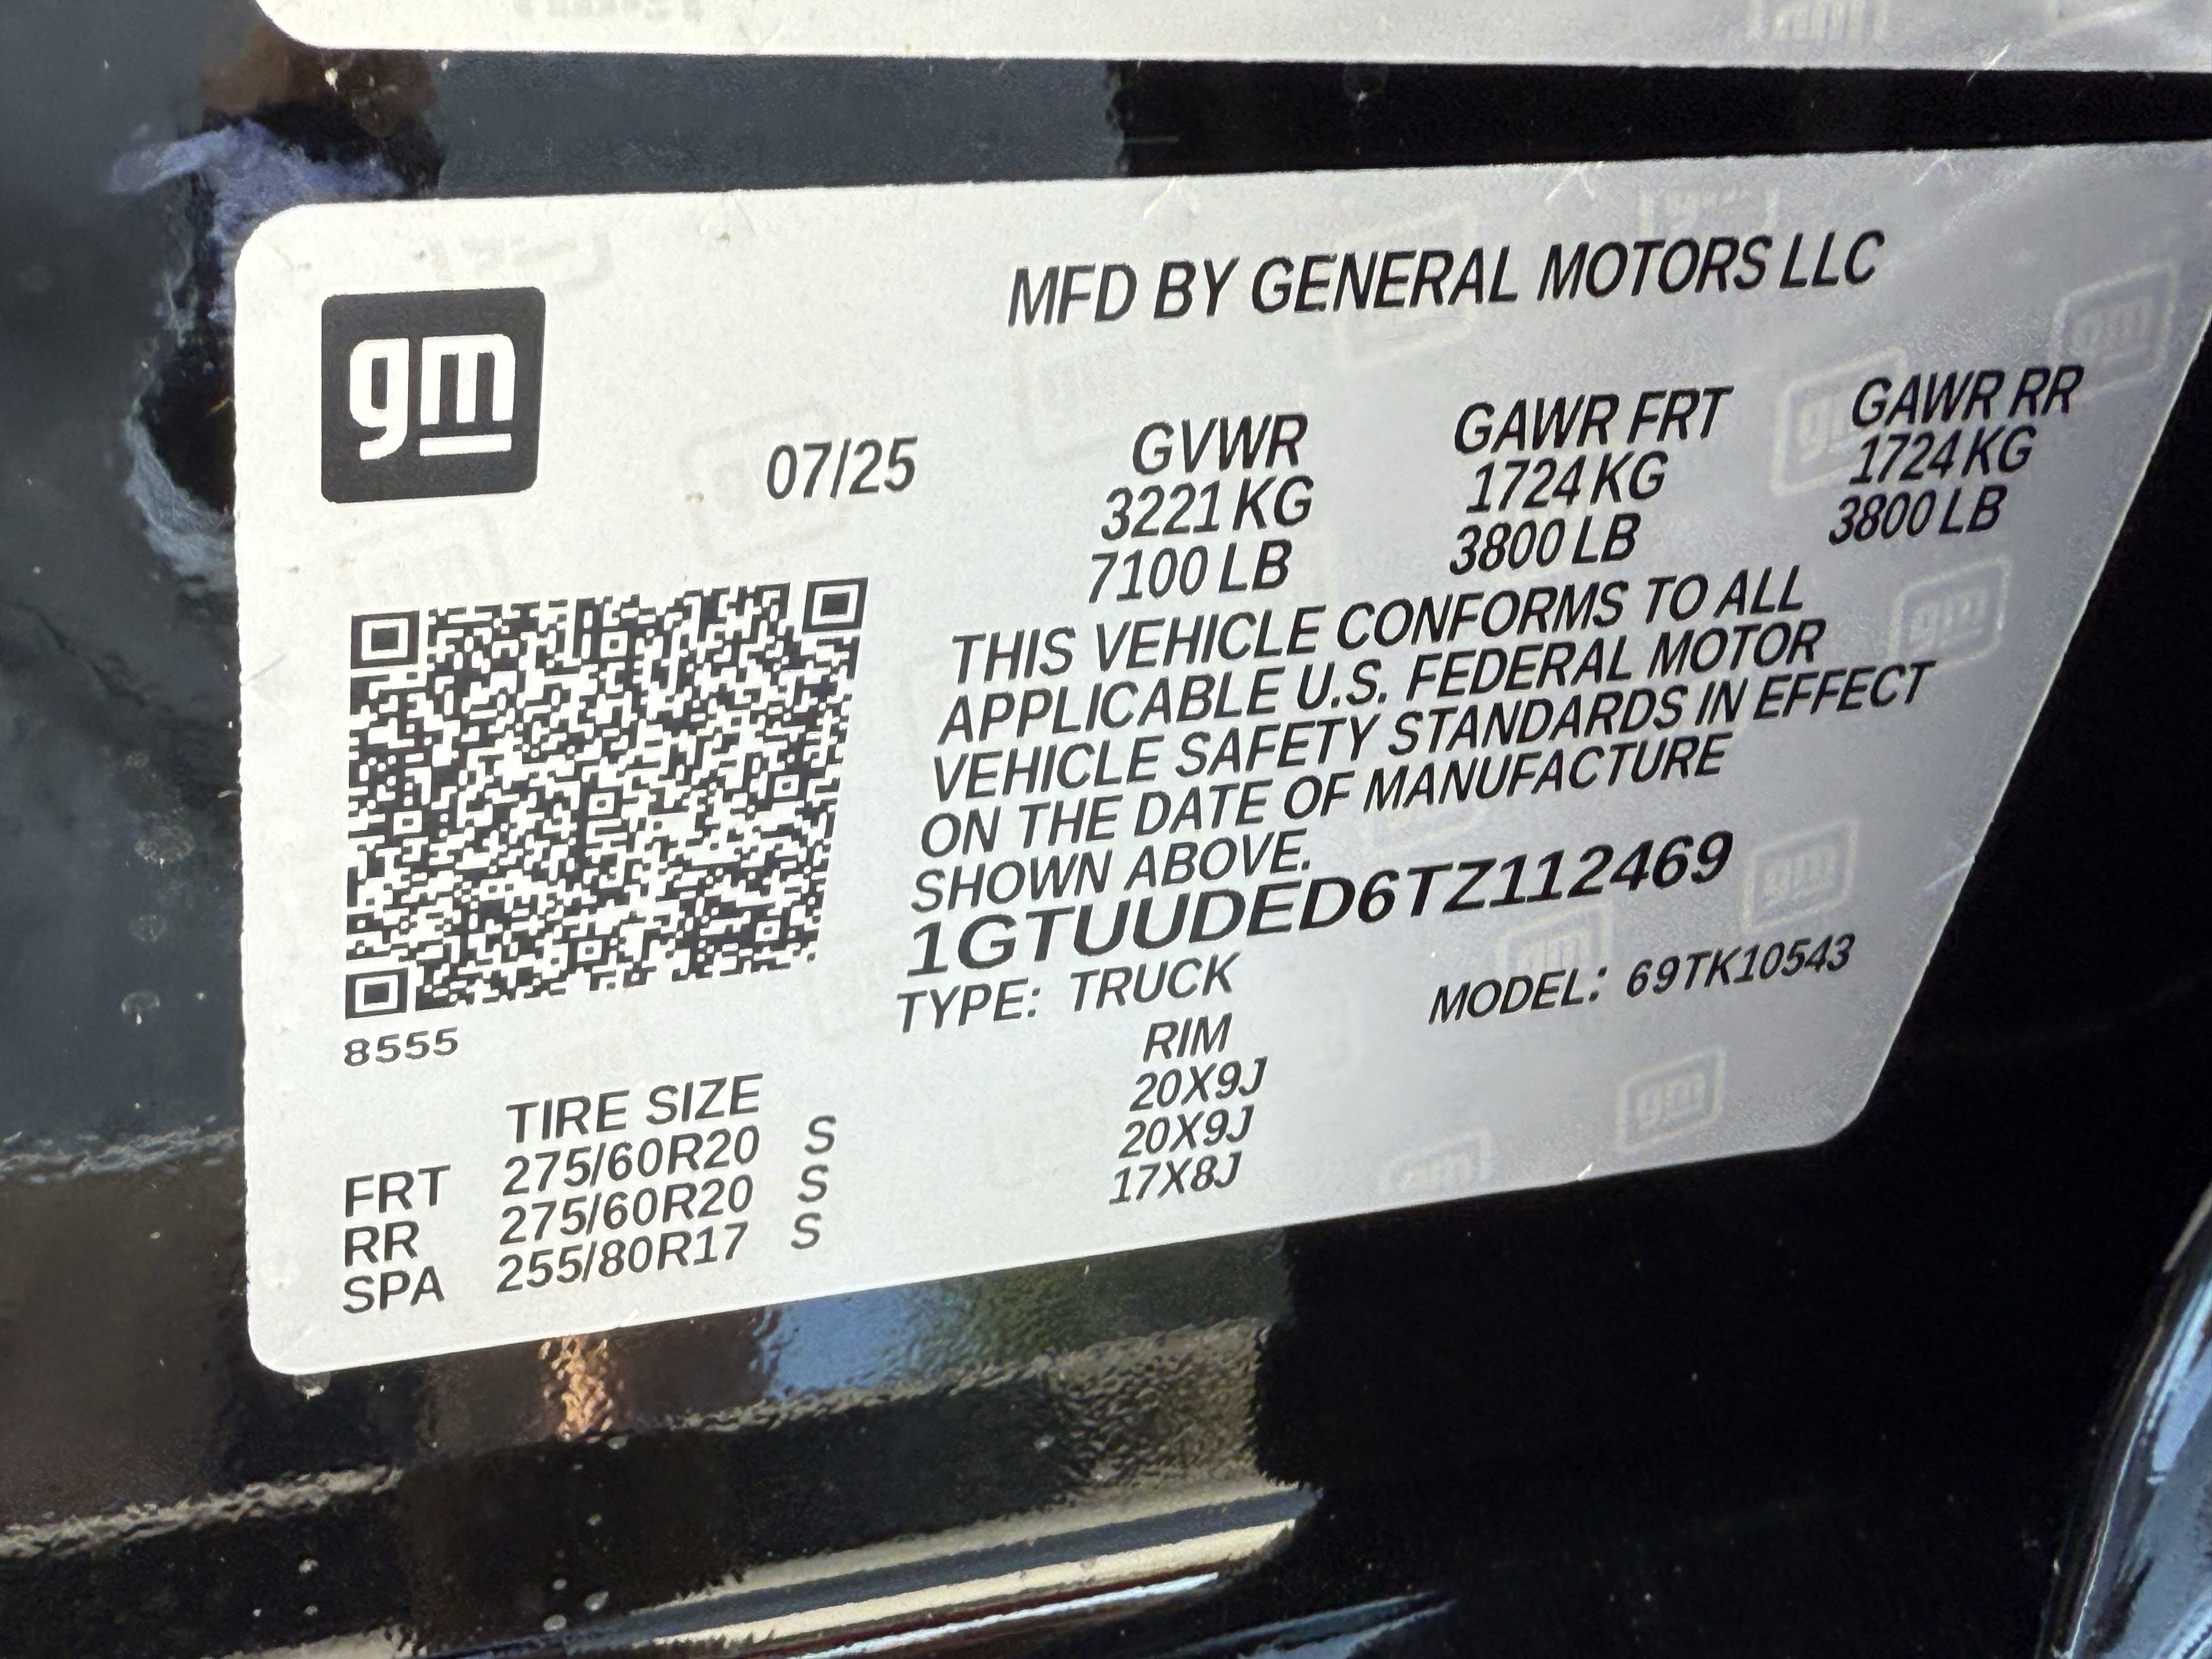 gm
MFD BY GENERAL MOTORS LLC
07/25
GVWR GAWR FRT GAWR RR
3221 KG 1724 KG 1724 KG
7100 LB 3800 LB 3800 LB
THIS VEHICLE CONFORMS TO ALL
APPLICABLE U.S. FEDERAL MOTOR
VEHICLE SAFETY STANDARDS IN EFFECT
ON THE DATE OF MANUFACTURE
SHOWN ABOVE.
1GTUUDED6TZ112469
TYPE: TRUCK MODEL: 69TK10543
8555
TIRE SIZE RIM
FRT 275/60R20 S 20X9J
RR 275/60R20 S 20X9J
SPA 255/80R17 S 17X8J